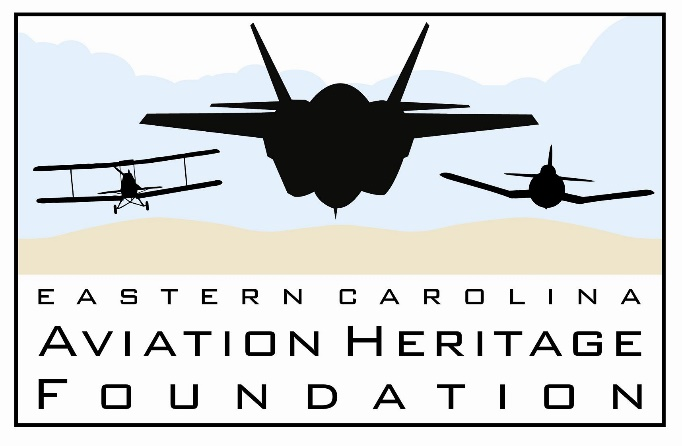 EASTERN CAROLINA
AVIATION HERITAGE
FOUNDATION